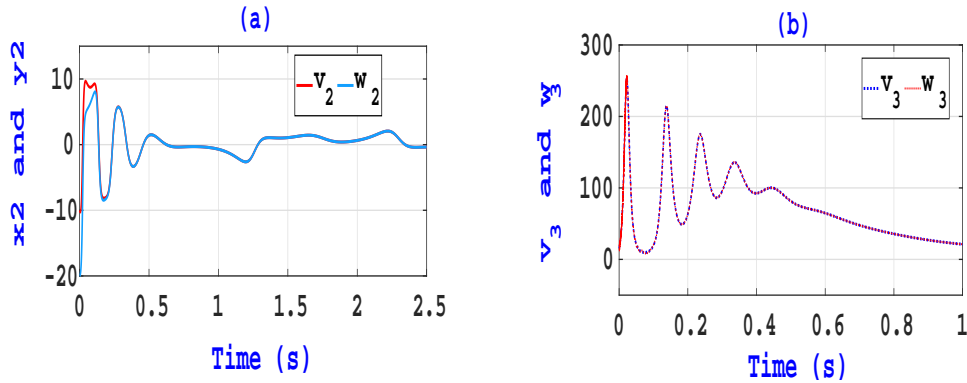 (a)
x2 and y2
10
0
-10
-20
V2 W2
0 0.5 1 1.5 2 2.5
Time (s)
(b)
v3 and w3
300
200
100
0
V3 W3
0 0.2 0.4 0.6 0.8 1
Time (s)